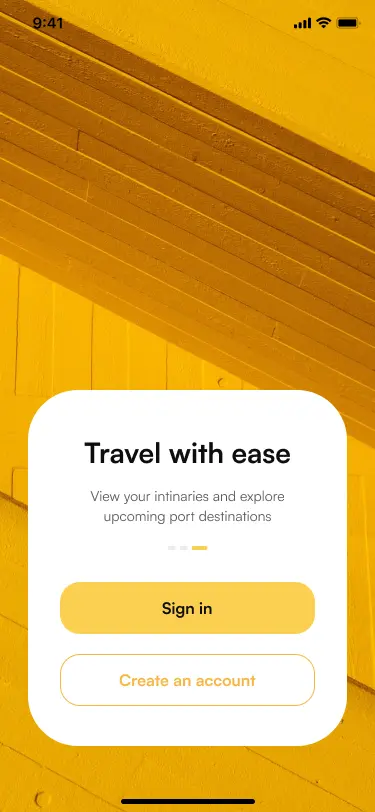 9:41
Travel with ease
View your intinaries and explore
upcoming port destinations
Sign in
Create an account